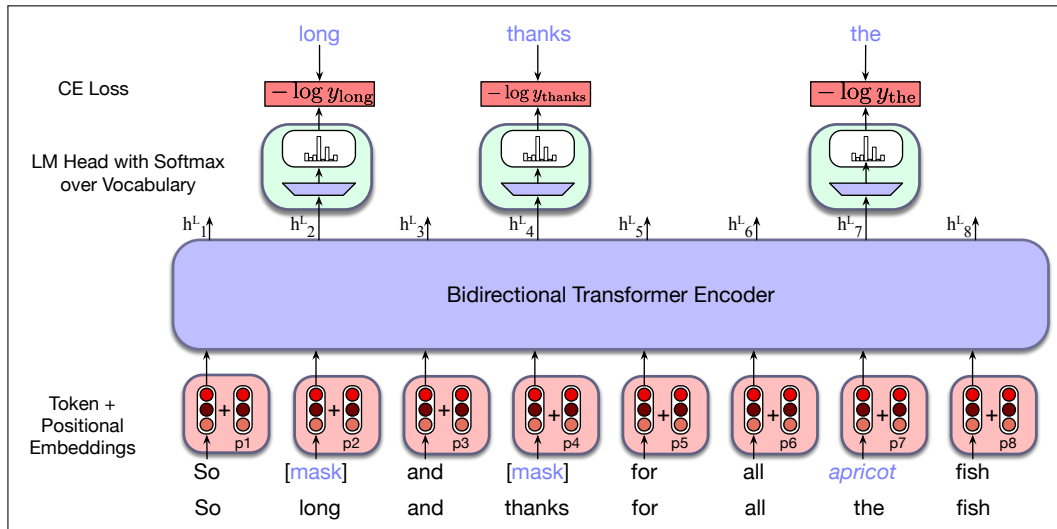 long thanks the
CE Loss
− log y_long − log y_thanks − log y_the
LM Head with Softmax
over Vocabulary
h^L_1 h^L_2 h^L_3 h^L_4 h^L_5 h^L_6 h^L_7 h^L_8
Bidirectional Transformer Encoder
Token +
Positional
Embeddings
+ + + + + + + +
p1 p2 p3 p4 p5 p6 p7 p8
So [mask] and [mask] for all apricot fish
So long and thanks for all the fish